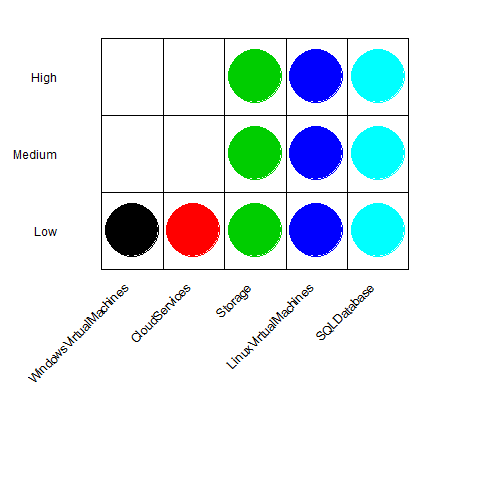 High
Medium
Low
WindowsVirtualMachines
CloudServices
Storage
LinuxVirtualMachines
SQLDatabase